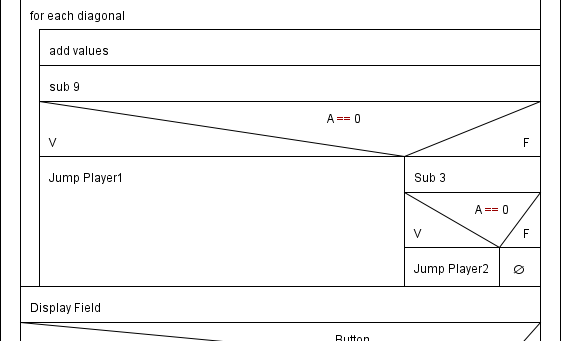 for each diagonal
add values
sub 9
A == 0
V F
Jump Player1
Sub 3
A == 0
V F
Jump Player2 ∅
Display Field
Button